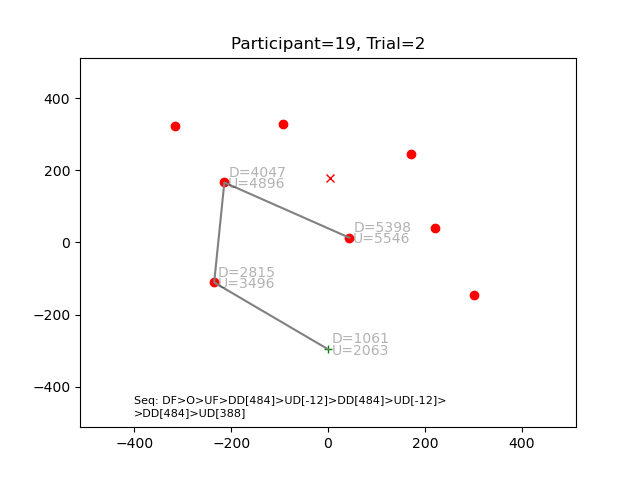 Participant=19, Trial=2
400
200
0
−200
−400
D=4047
U=4896
D=5398
U=5546
D=2815
U=3496
D=1061
U=2063
Seq: DF>O>UF>DD[484]>UD[-12]>DD[484]>UD[-12]>
>DD[484]>UD[388]
−400
−200
0
200
400